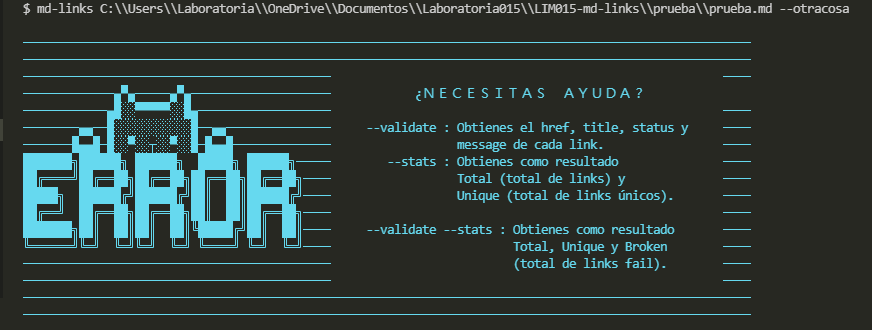 $ md-links C:\\Users\\Laboratoria\\OneDrive\\Documentos\\Laboratoria015\\LIM015-md-links\\prueba\\prueba.md --otracosa
ERROR
¿NECESITAS AYUDA?
--validate : Obtienes el href, title, status y
message de cada link.
--stats : Obtienes como resultado
Total (total de links) y
Unique (total de links únicos).
--validate --stats : Obtienes como resultado
Total, Unique y Broken
(total de links fail).